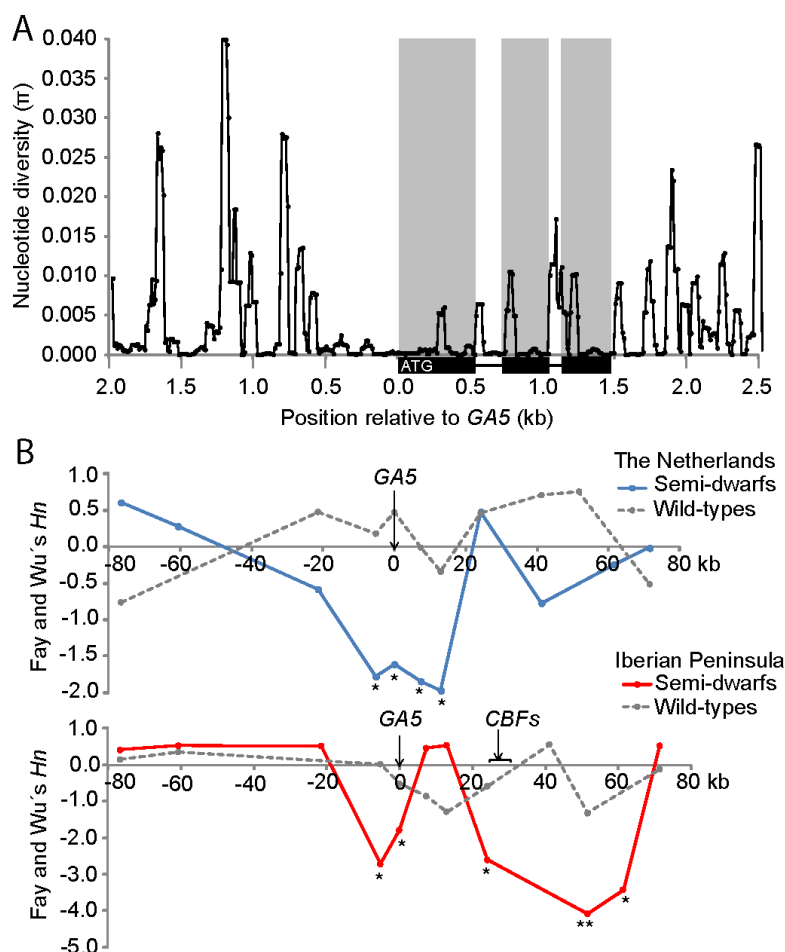 A
Nucleotide diversity (π)
0.040
0.035
0.030
0.025
0.020
0.015
0.010
0.005
0.000
ATG
2.0 1.5 1.0 0.5 0.0 0.5 1.0 1.5 2.0 2.5
Position relative to GA5 (kb)
B
GA5
The Netherlands
Semi-dwarfs
Wild-types
Fay and Wu´s Hn
1.0
0.5
0.0
-0.5
-1.0
-1.5
-2.0
-80 -60 -40 -20 0 20 40 60 80 kb
* * * *
Iberian Peninsula
Semi-dwarfs
Wild-types
GA5 CBFs
Fay and Wu´s Hn
1.0
0.0
-1.0
-2.0
-3.0
-4.0
-5.0
-80 -60 -40 -20 0 20 40 60 80 kb
* * * ** *